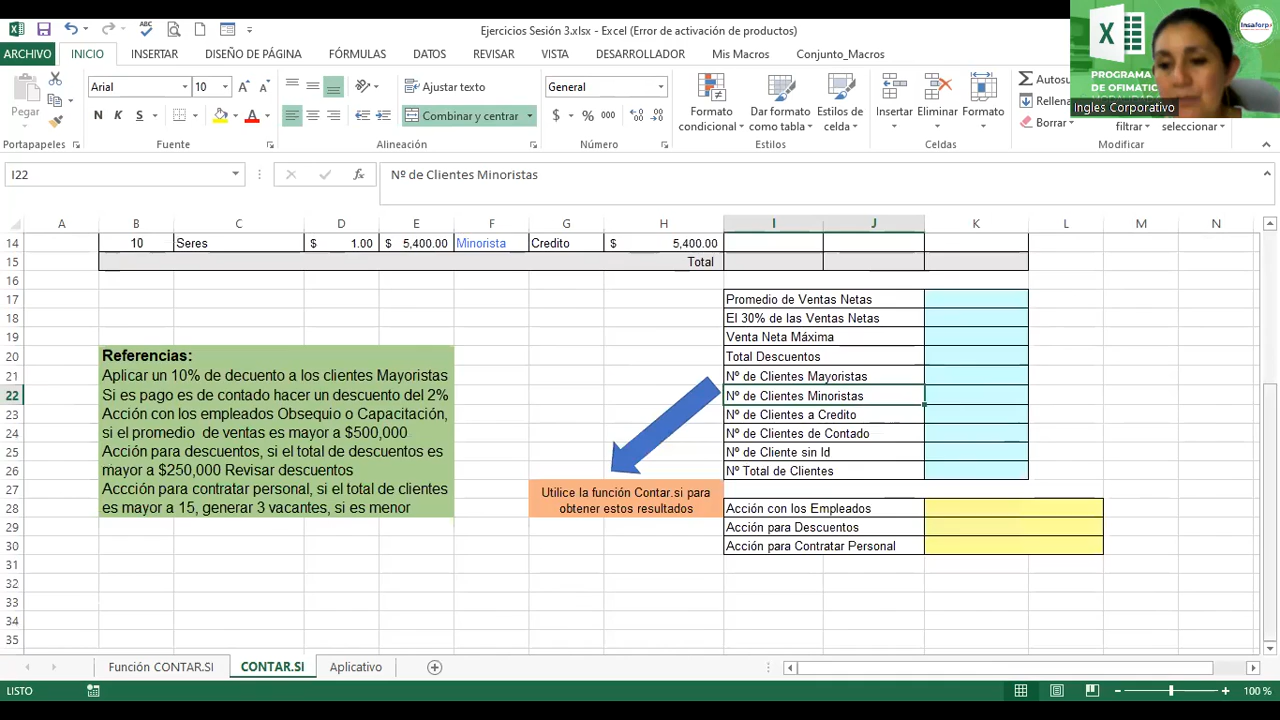 Ejercicios Sesión 3.xlsx - Excel (Error de activación de productos)
Insaforp
ARCHIVO INICIO INSERTAR DISEÑO DE PÁGINA FÓRMULAS DATOS REVISAR VISTA DESARROLLADOR Mis Macros Conjunto_Macros
PROGRAMA
DE OFIMATIC
Ingles Corporativo
Pegar
Arial 10
N K S
Ajustar texto
Combinar y centrar
General
$ % 000
Formato condicional
Dar formato como tabla
Estilos de celda
Insertar Eliminar Formato
Autosu
Rellena
Borrar
filtrar
seleccionar
Portapapeles Fuente Alineación Número Estilos Celdas Modificar
I22 fx Nº de Clientes Minoristas
A B C D E F G H I J K L M N
14 10 Seres $ 1.00 $ 5,400.00 Minorista Credito $ 5,400.00
15 Total
16
17 Promedio de Ventas Netas
18 El 30% de las Ventas Netas
19 Venta Neta Máxima
20 Referencias: Total Descuentos
21 Aplicar un 10% de decuento a los clientes Mayoristas Nº de Clientes Mayoristas
22 Si es pago es de contado hacer un descuento del 2% Nº de Clientes Minoristas
23 Acción con los empleados Obsequio o Capacitación, Nº de Clientes a Credito
24 si el promedio de ventas es mayor a $500,000 Nº de Clientes de Contado
25 Acción para descuentos, si el total de descuentos es Nº de Cliente sin Id
26 mayor a $250,000 Revisar descuentos Nº Total de Clientes
27 Accción para contratar personal, si el total de clientes Utilice la función Contar.si para
28 es mayor a 15, generar 3 vacantes, si es menor obtener estos resultados Acción con los Empleados
29 Acción para Descuentos
30 Acción para Contratar Personal
31
32
33
34
35
Función CONTAR.SI CONTAR.SI Aplicativo
LISTO 100 %